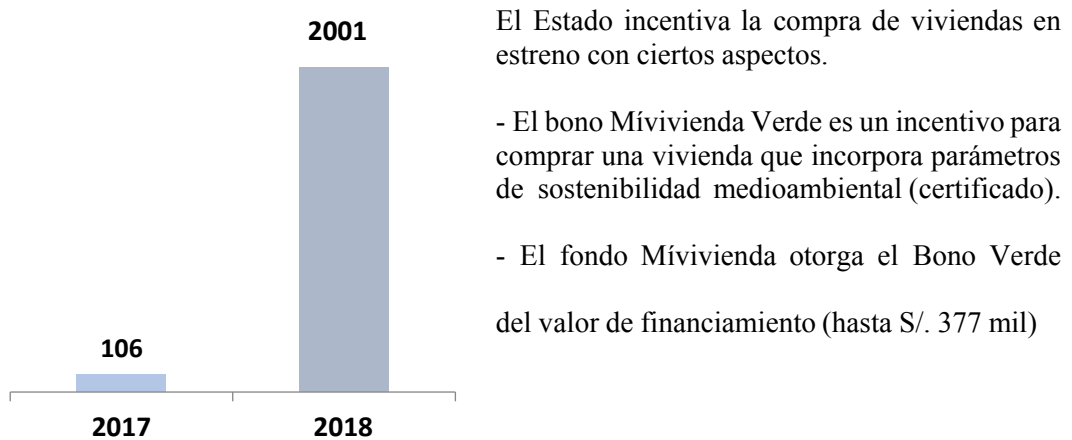 2001
106
2017
2018
El Estado incentiva la compra de viviendas en
estreno con ciertos aspectos.
- El bono Mívivienda Verde es un incentivo para
comprar una vivienda que incorpora parámetros
de sostenibilidad medioambiental (certificado).
- El fondo Mívivienda otorga el Bono Verde
del valor de financiamiento (hasta S/. 377 mil)